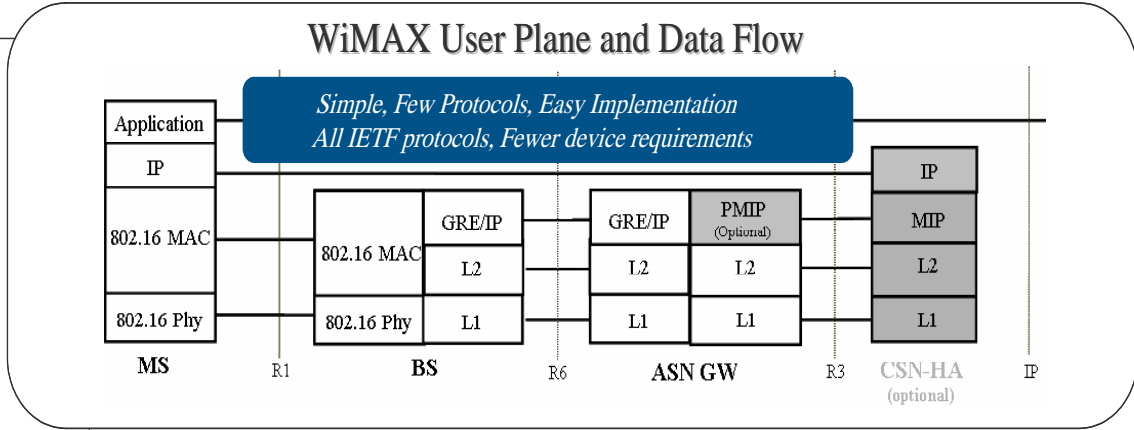 WiMAX User Plane and Data Flow
Simple, Few Protocols, Easy Implementation
All IETF protocols, Fewer device requirements
Application
IP
802.16 MAC
802.16 Phy
MS
R1
802.16 MAC
GRE/IP
L2
802.16 Phy
L1
BS
R6
GRE/IP
PMIP
(Optional)
L2
L2
L1
L1
ASN GW
R3
IP
MIP
L2
L1
CSN-HA
(optional)
IP